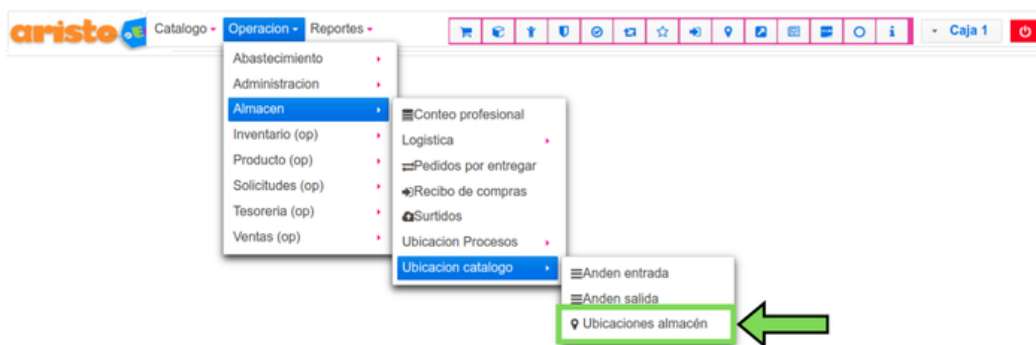 aristo.E
Catalogo
Operacion
Reportes
Caja 1
Abastecimiento
Administracion
Almacen
Inventario (op)
Producto (op)
Solicitudes (op)
Tesoreria (op)
Ventas (op)
Conteo profesional
Logistica
Pedidos por entregar
Recibo de compras
Surtidos
Ubicacion Procesos
Ubicacion catalogo
Anden entrada
Anden salida
Ubicaciones almacén